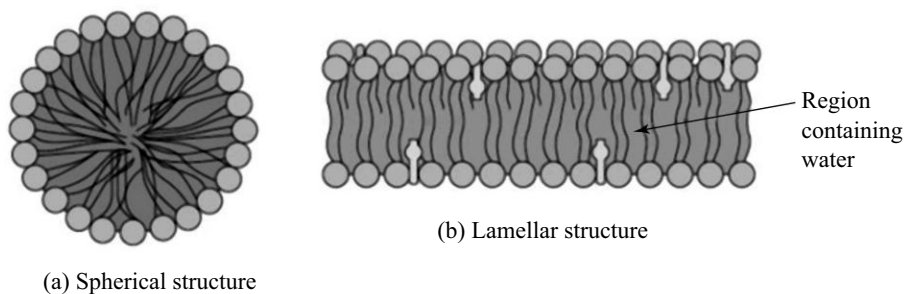 Region
containing
water
(b) Lamellar structure
(a) Spherical structure